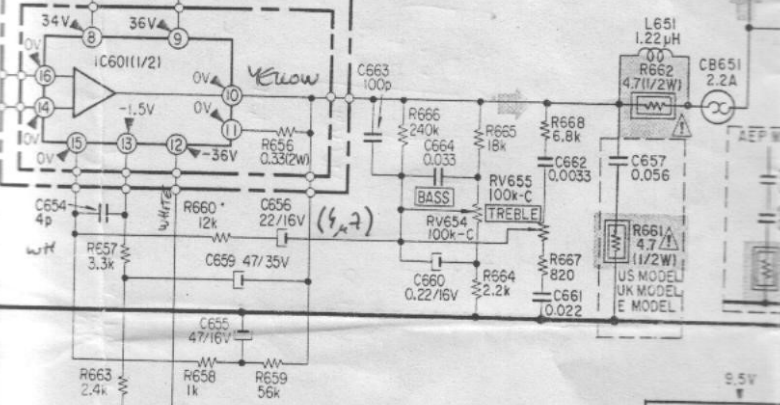 34V
36V
8
9
0V
IC601(1/2)
16
0V
YELLOW
10
14
-1.5V
0V
11
15
13
12
0V
-36V
R656
0.33(2W)
C663
100p
R666
240k
C664
0.033
R665
18k
R668
6.8k
C662
0.0033
L651
1.22μH
R662
4.7(1/2W)
CB651
2.2A
C657
0.056
AEP M
C654
4p
WHITE
R660
12k
C656
22/16V
(4μ7)
BASS
RV654
100k-C
RV655
100k-C
TREBLE
R661
4.7
(1/2W)
US MODEL
UK MODEL
E MODEL
WH
R657
3.3k
C659 47/35V
C660
0.22/16V
R664
2.2k
R667
820
C661
0.022
C655
47/16V
R663
2.4k
R658
1k
R659
56k
9.5V